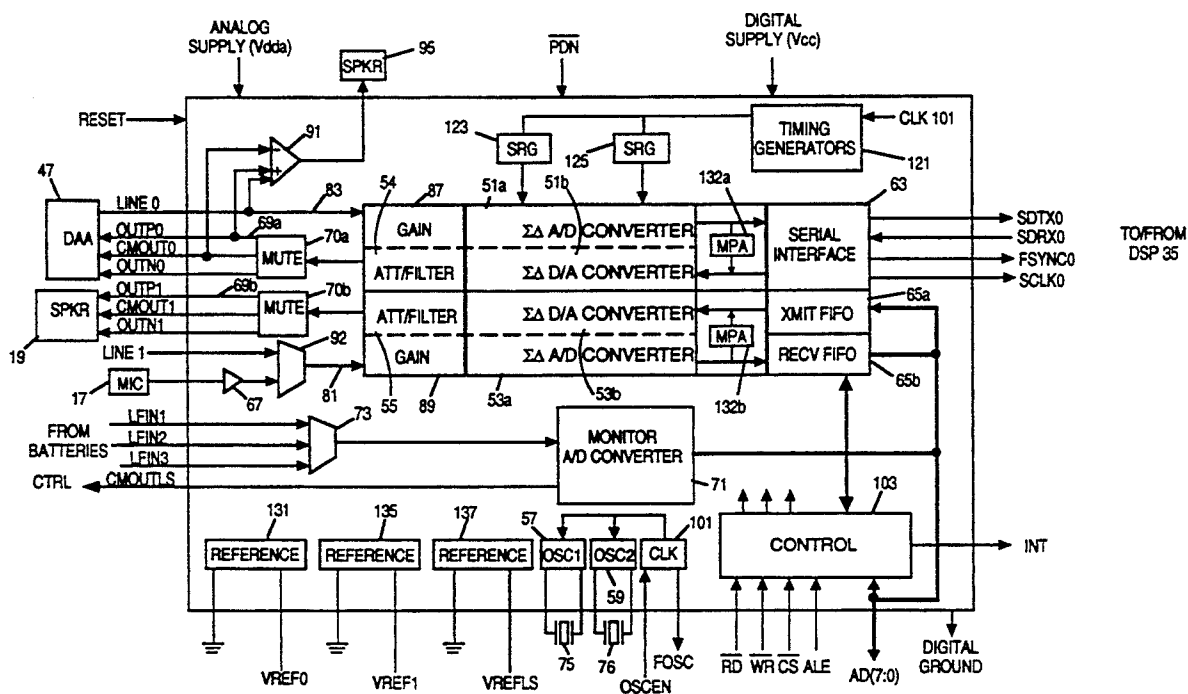 ANALOG
SUPPLY (Vdda)
95
SPKR
PDN
DIGITAL
SUPPLY (Vcc)
RESET
91
123
SRG
125
SRG
TIMING
GENERATORS
CLK 101
121
47
DAA
LINE 0
83
54
87
51a
51b
132a
63
OUTP0
69a
CMOUT0
OUTN0
MUTE
70a
GAIN
ΣΔ A/D CONVERTER
MPA
SERIAL
INTERFACE
SDTX0
SDRX0
FSYNC0
SCLK0
TO/FROM
DSP 35
ATT/FILTER
ΣΔ D/A CONVERTER
SPKR
19
OUTP1
69b
CMOUT1
OUTN1
MUTE
70b
ATT/FILTER
ΣΔ D/A CONVERTER
XMIT FIFO
65a
LINE 1
92
GAIN
ΣΔ A/D CONVERTER
MPA
RECV FIFO
65b
17
MIC
67
81
55
89
53a
53b
132b
FROM
BATTERIES
LFIN1
LFIN2
LFIN3
73
MONITOR
A/D CONVERTER
71
CTRL
CMOUTLS
131
REFERENCE
135
REFERENCE
137
REFERENCE
57
OSC1
OSC2
59
101
CLK
103
CONTROL
INT
75
76
VREF0
VREF1
VREFLS
OSCEN
FOSC
RD
WR
CS
ALE
AD(7:0)
DIGITAL
GROUND